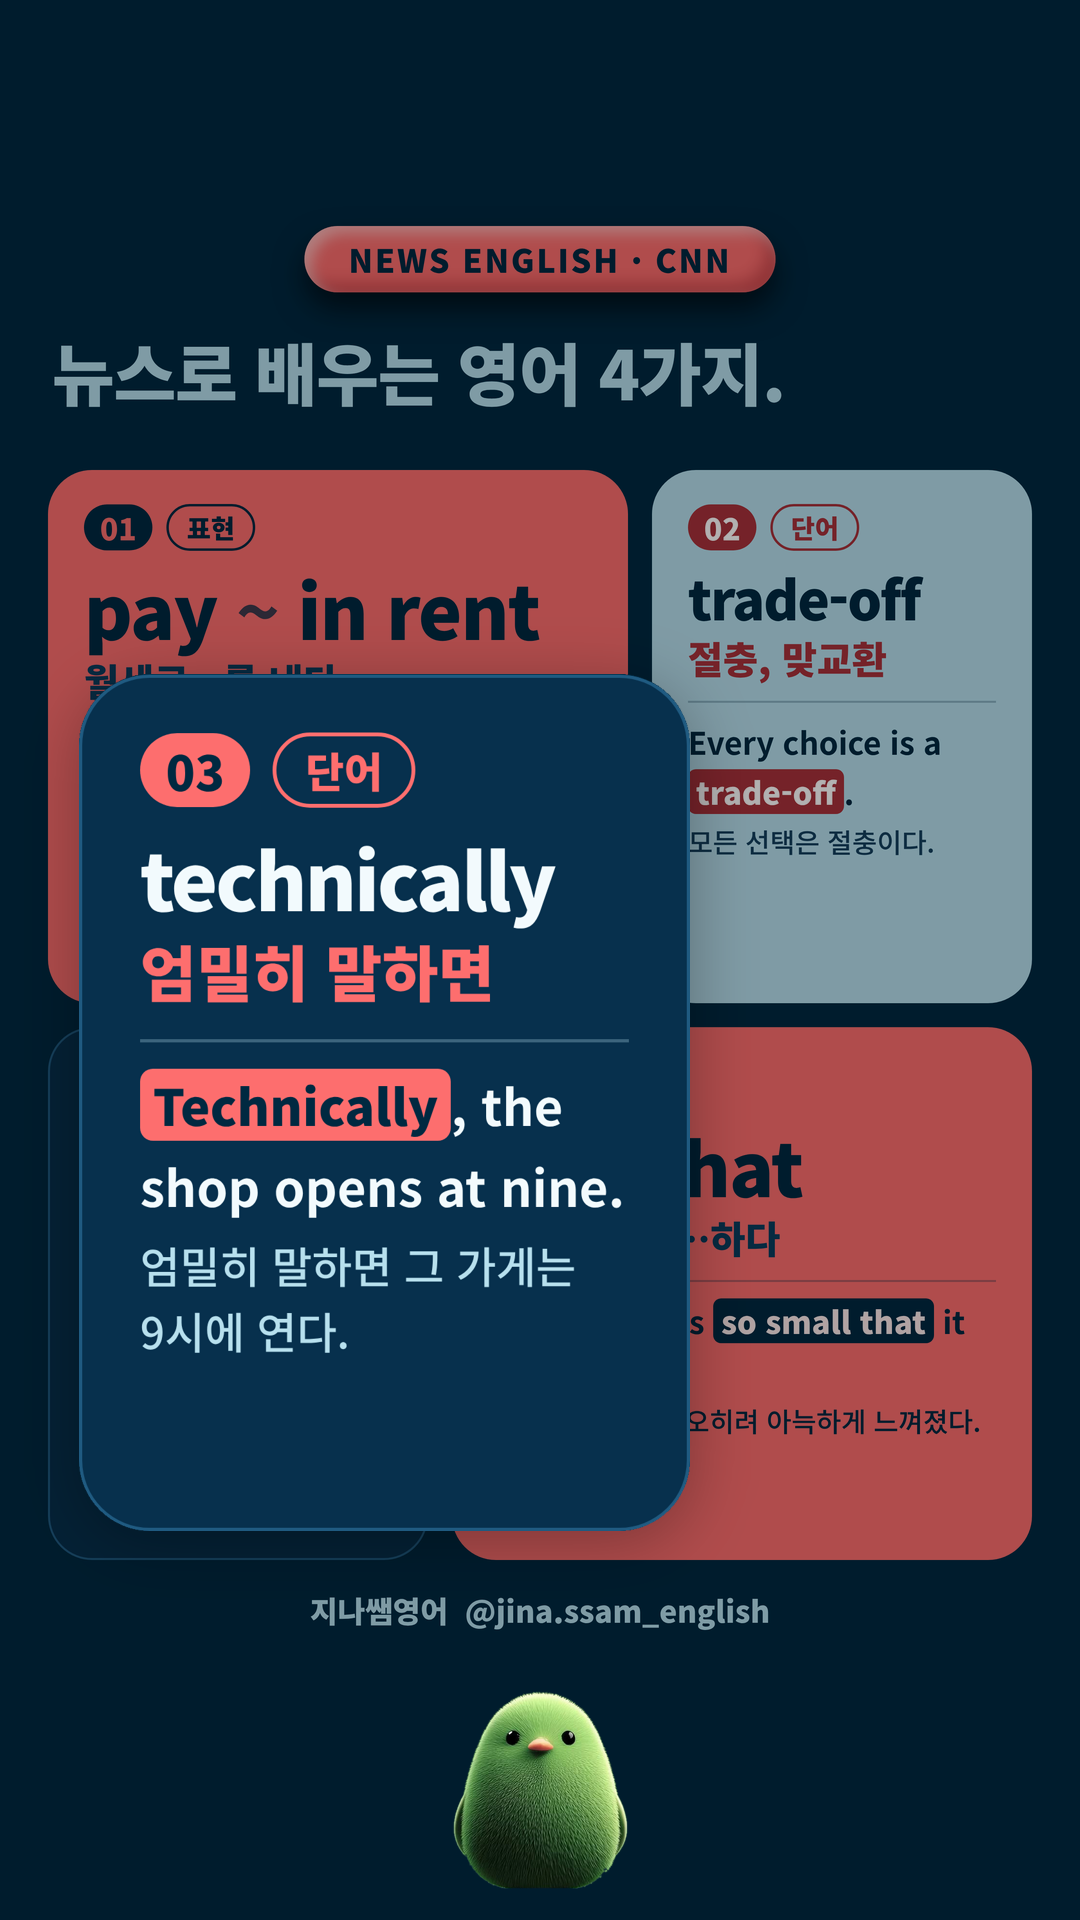 NEWS ENGLISH · CNN
뉴스로 배우는 영어 4가지.
01 표현
pay ~ in rent
02 단어
trade-off
절충, 맞교환
Every choice is a
trade-off.
모든 선택은 절충이다.
03 단어
technically
엄밀히 말하면
Technically, the
shop opens at nine.
엄밀히 말하면 그 가게는
9시에 연다.
hat
··하다
s so small that it
오히려 아늑하게 느껴졌다.
지나쌤영어 @jina.ssam_english